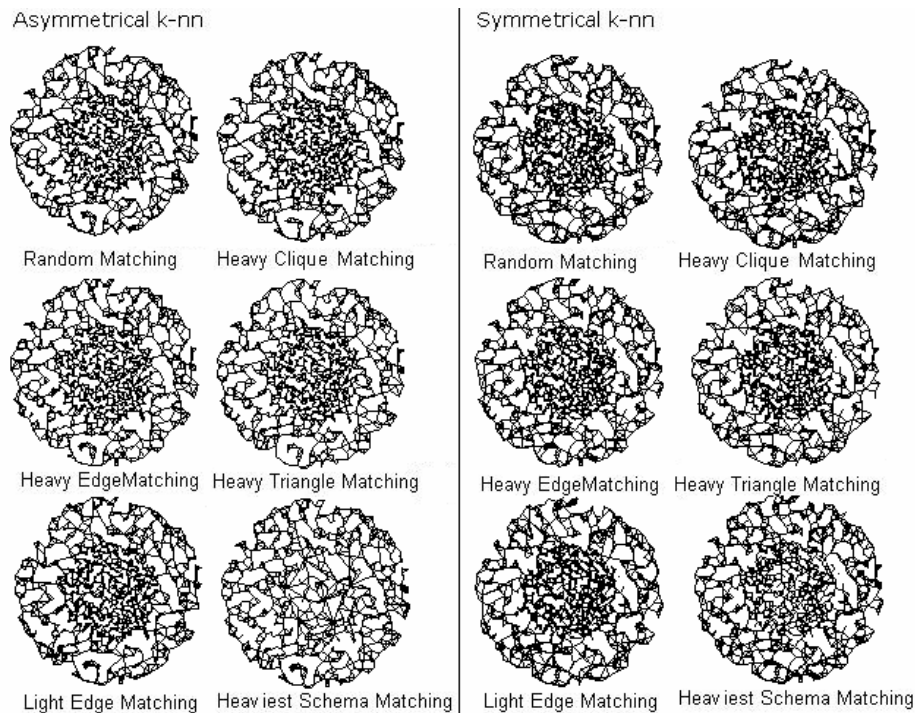 Asymmetrical k-nn
Random Matching
Heavy Clique Matching
Heavy EdgeMatching
Heavy Triangle Matching
Light Edge Matching
Heaviest Schema Matching
Symmetrical k-nn
Random Matching
Heavy Clique Matching
Heavy EdgeMatching
Heavy Triangle Matching
Light Edge Matching
Heaviest Schema Matching